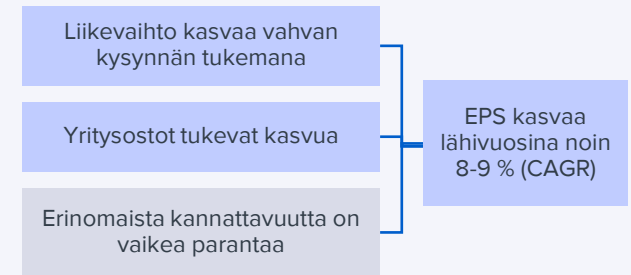 Liikevaihto kasvaa vahvan
kysynnän tukemana
Yritysostot tukevat kasvua
Erinomaista kannattavuutta on
vaikea parantaa
EPS kasvaa
lähivuosina noin
8-9 % (CAGR)